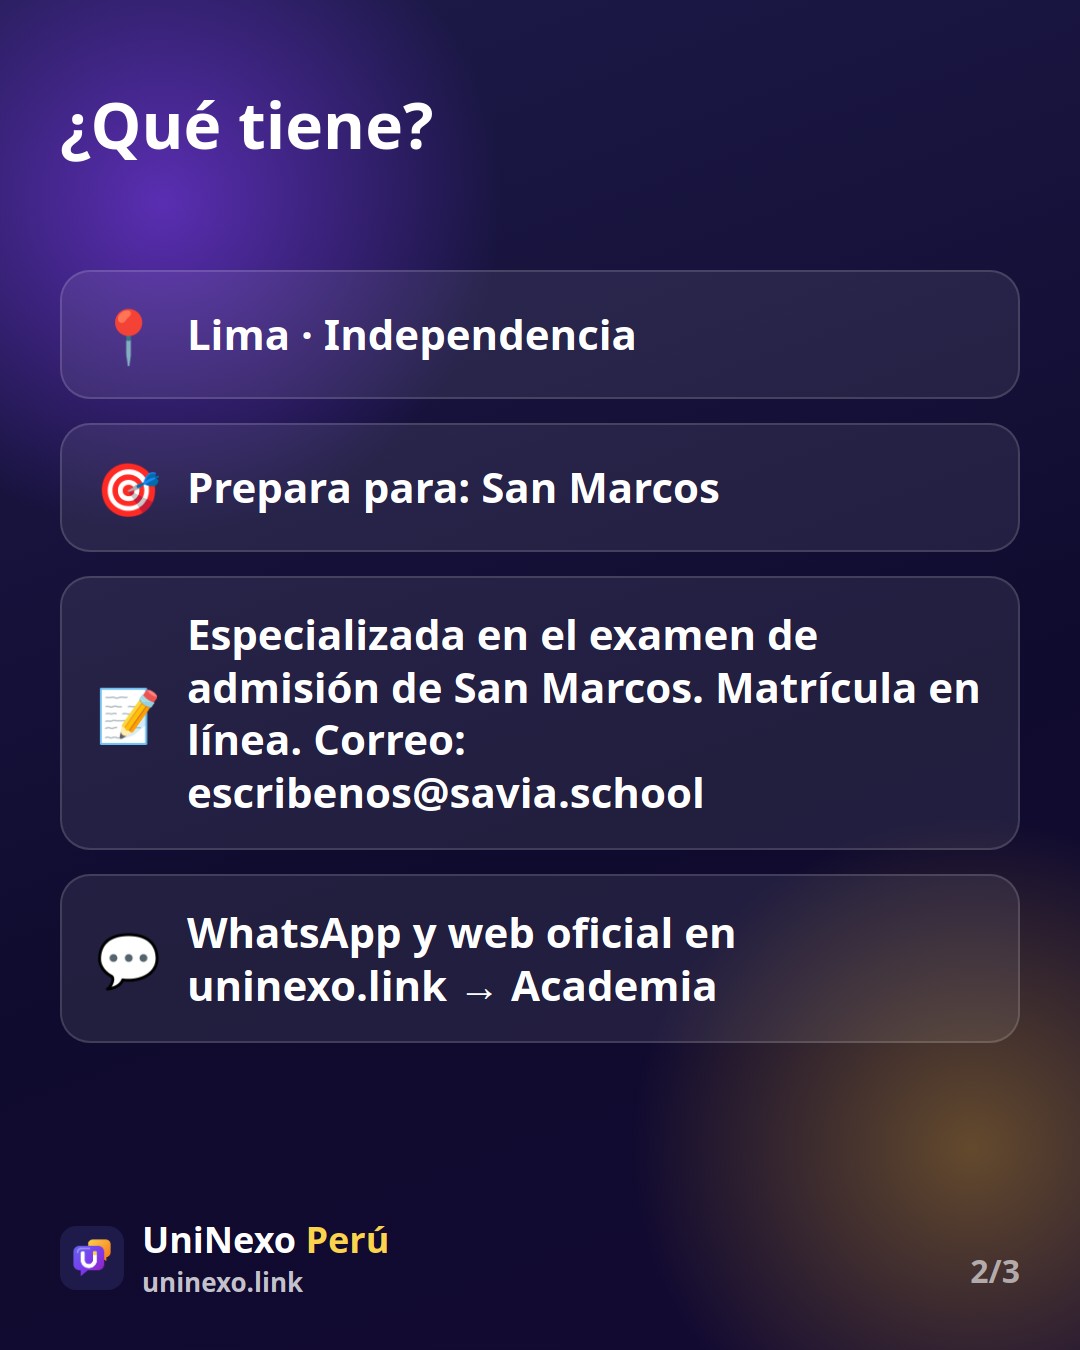 ¿Qué tiene?
📍 Lima · Independencia
🎯 Prepara para: San Marcos
📝 Especializada en el examen de
admisión de San Marcos. Matrícula en
línea. Correo:
escribenos@savia.school
💬 WhatsApp y web oficial en
uninexo.link → Academia
UniNexo Perú
uninexo.link
2/3